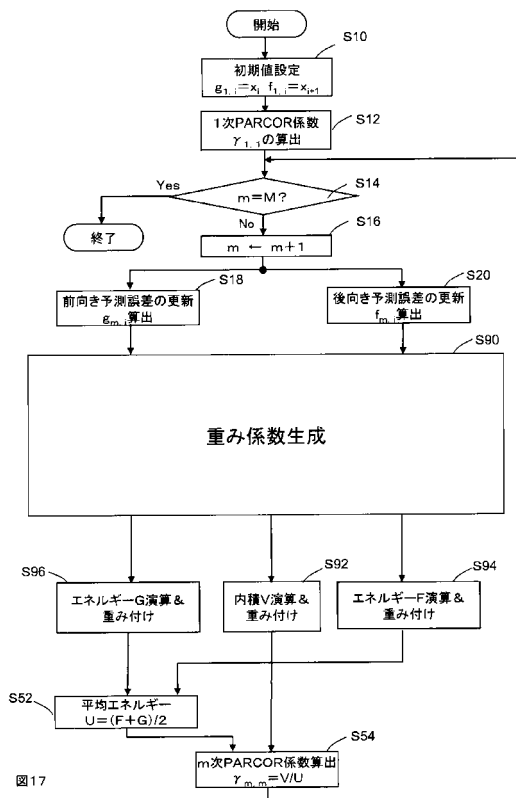 開始
S10
初期値設定
g₁, ᵢ=xᵢ f₁, ᵢ=xᵢ₊₁
S12
1次PARCOR係数
γ₁, ₁の算出
Yes
S14
m=M?
終了
No
S16
m ← m+1
S18
前向き予測誤差の更新
gₘ, ᵢ算出
S20
後向き予測誤差の更新
fₘ, ᵢ算出
S90
重み係数生成
S96
エネルギーG演算&
重み付け
S92
内積V演算&
重み付け
S94
エネルギーF演算&
重み付け
S52
平均エネルギー
U=(F+G)/2
S54
m次PARCOR係数算出
γₘ, ₘ=V/U
図17